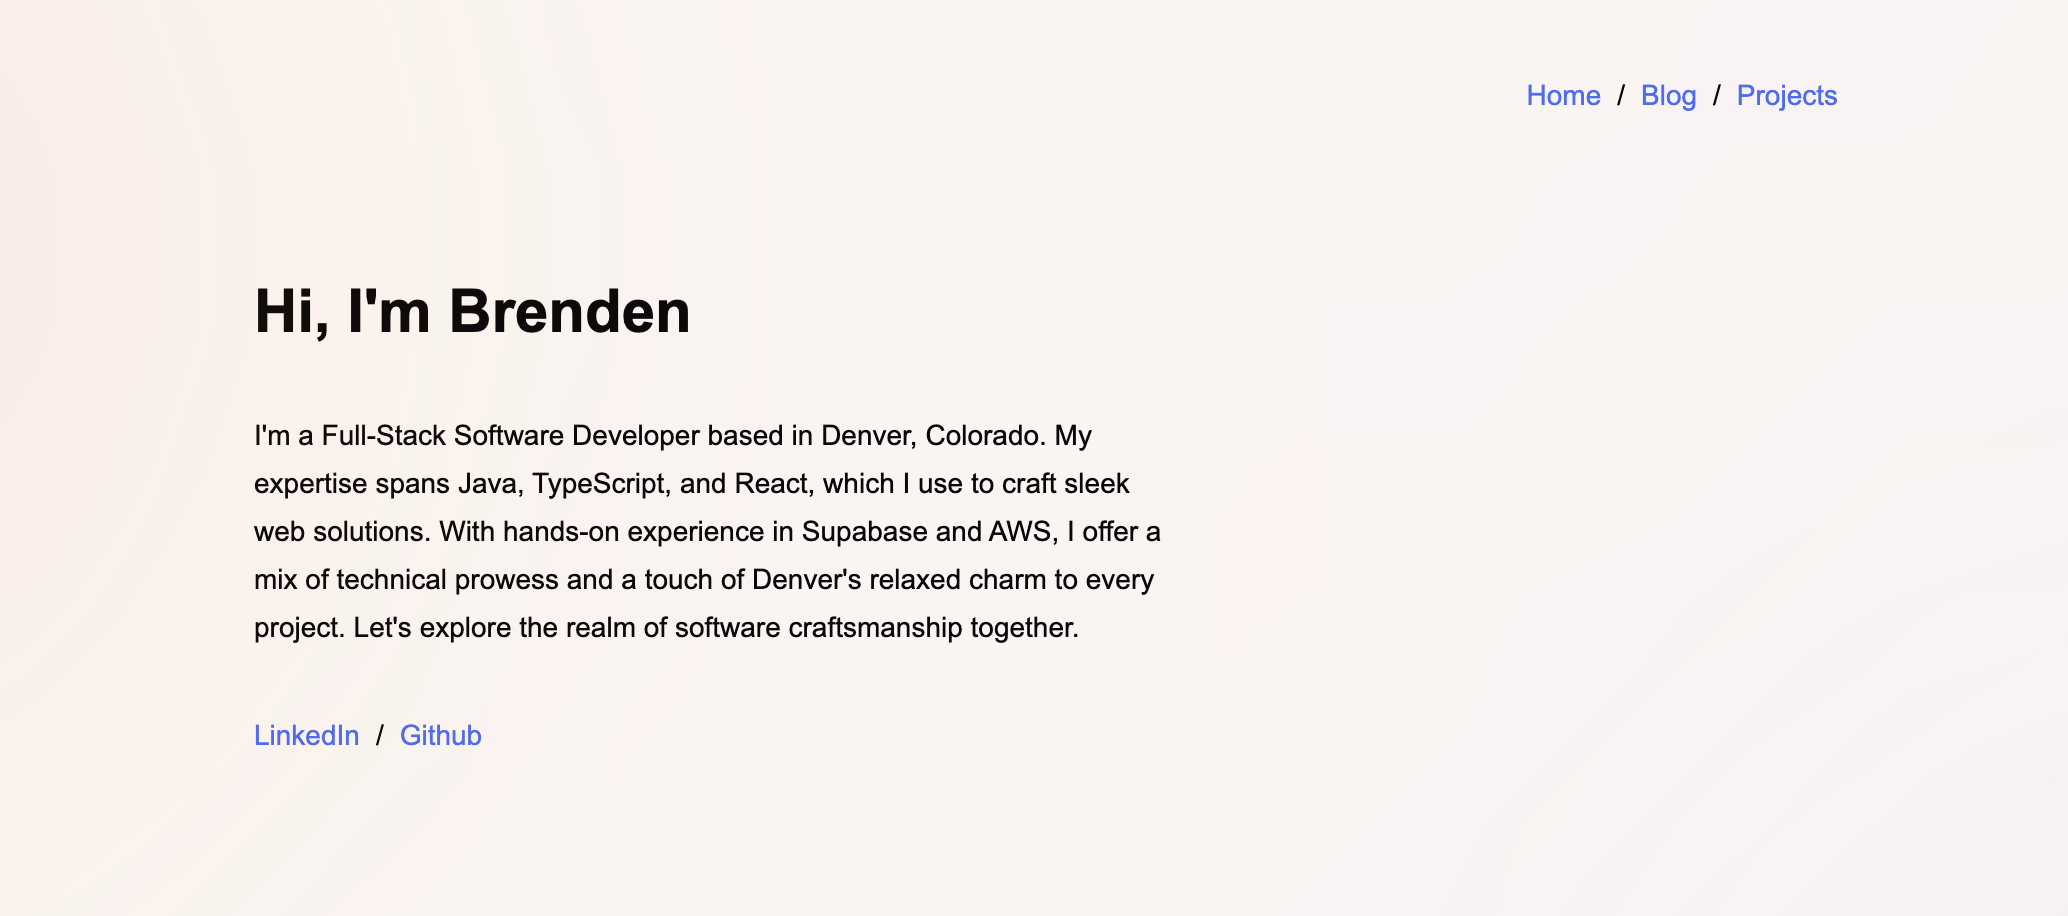 Home / Blog / Projects
Hi, I'm Brenden
I'm a Full-Stack Software Developer based in Denver, Colorado. My
expertise spans Java, TypeScript, and React, which I use to craft sleek
web solutions. With hands-on experience in Supabase and AWS, I offer a
mix of technical prowess and a touch of Denver's relaxed charm to every
project. Let's explore the realm of software craftsmanship together.
LinkedIn / Github